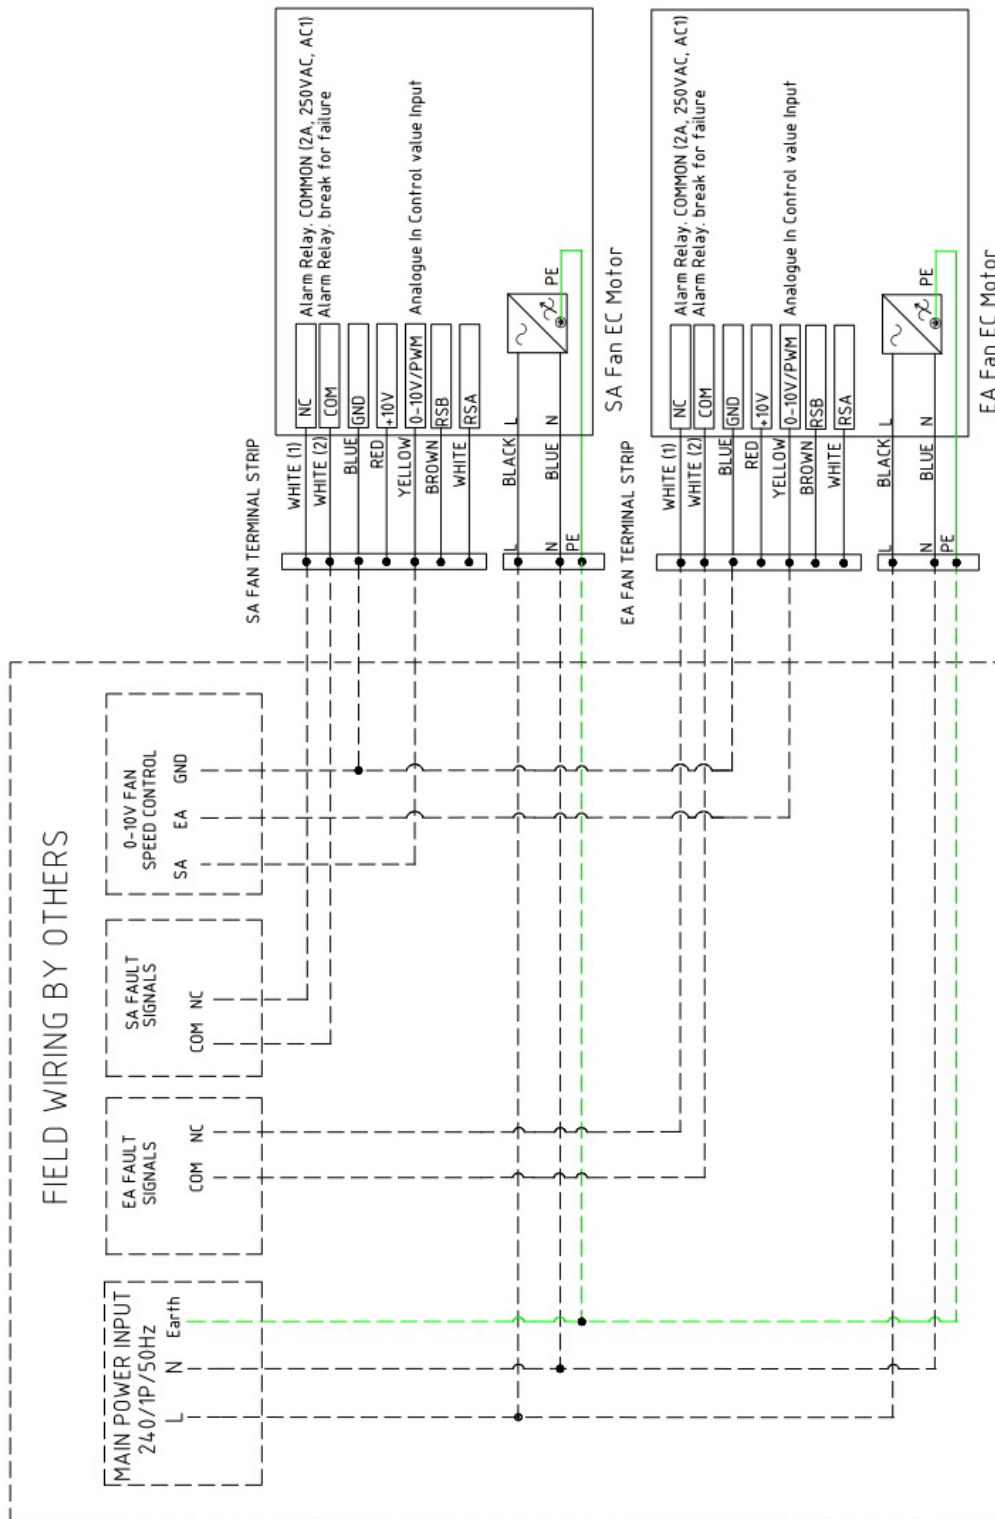 FIELD WIRING BY OTHERS
MAIN POWER INPUT
240/1P/50Hz
L
N
Earth
EA FAULT
SIGNALS
COM
NC
SA FAULT
SIGNALS
COM
NC
0-10V FAN
SPEED CONTROL
SA
EA
GND
SA FAN TERMINAL STRIP
WHITE (1)
WHITE (2)
BLUE
RED
YELLOW
BROWN
WHITE
NC
COM
GND
+10V
0-10V/PWM
RSB
RSA
Alarm Relay. COMMON (2A, 250VAC, AC1)
Alarm Relay. break for failure
Analogue In Control value Input
L
BLACK
L
N
BLUE
N
PE
PE
SA Fan EC Motor
EA FAN TERMINAL STRIP
WHITE (1)
WHITE (2)
BLUE
RED
YELLOW
BROWN
WHITE
NC
COM
GND
+10V
0-10V/PWM
RSB
RSA
Alarm Relay. COMMON (2A, 250VAC, AC1)
Alarm Relay. break for failure
Analogue In Control value Input
L
BLACK
L
N
BLUE
N
PE
PE
EA Fan EC Motor